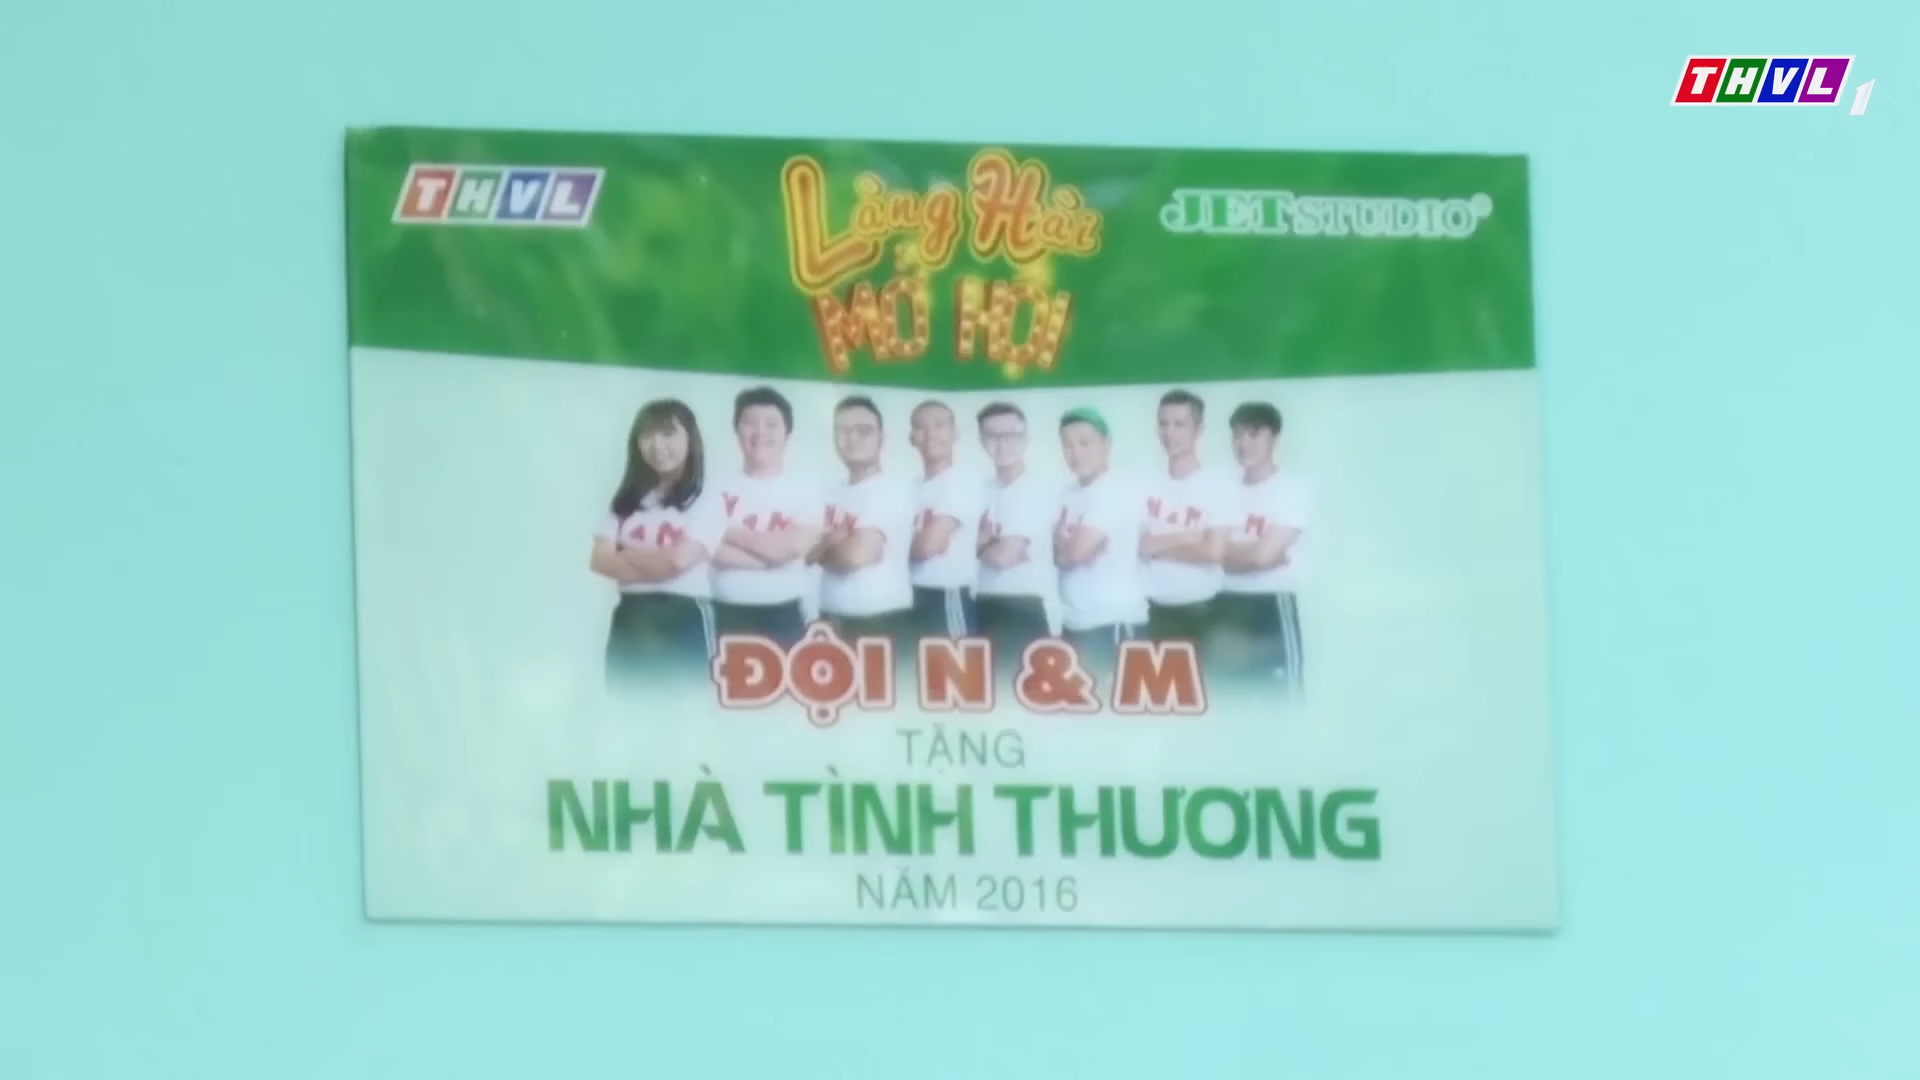 THVL 1
THVL
Làng Hài
MỞ HỘI
JET STUDIO®
ĐỘI N & M
TẶNG
NHÀ TÌNH THƯƠNG
NĂM 2016